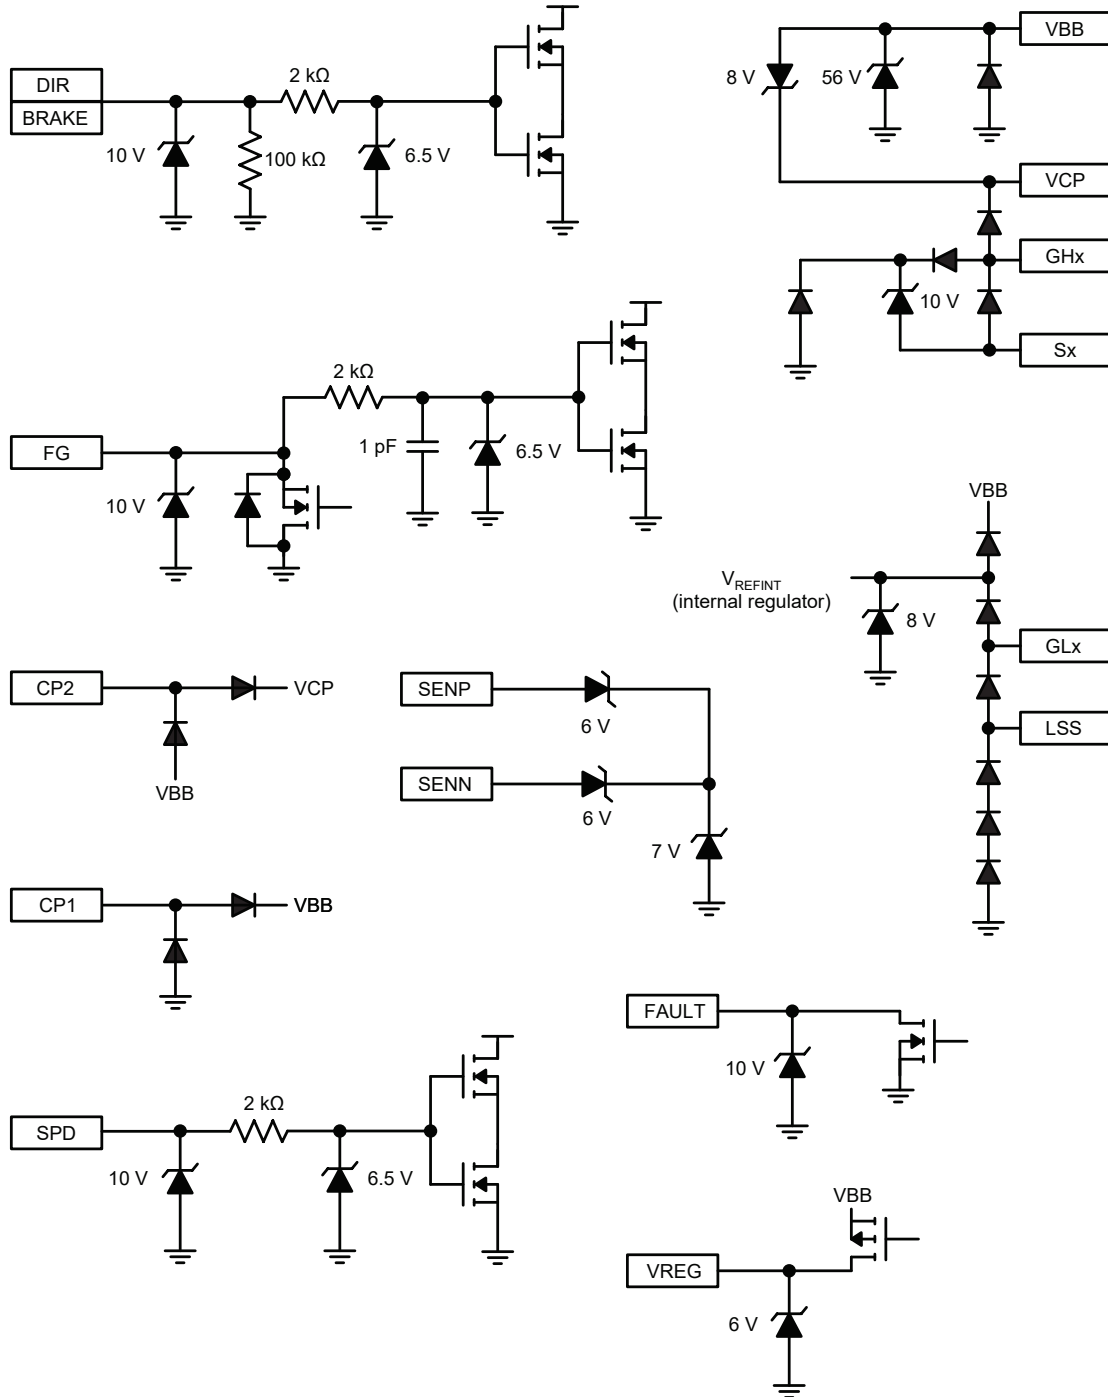 DIR
BRAKE
2 kΩ
10 V
100 kΩ
6.5 V
VBB
8 V
56 V
VCP
GHx
10 V
Sx
FG
2 kΩ
10 V
1 pF
6.5 V
VBB
VREFINT
(internal regulator)
8 V
GLx
LSS
CP2
VCP
VBB
SENP
6 V
SENN
6 V
7 V
CP1
VBB
FAULT
10 V
SPD
2 kΩ
10 V
6.5 V
VBB
VREG
6 V